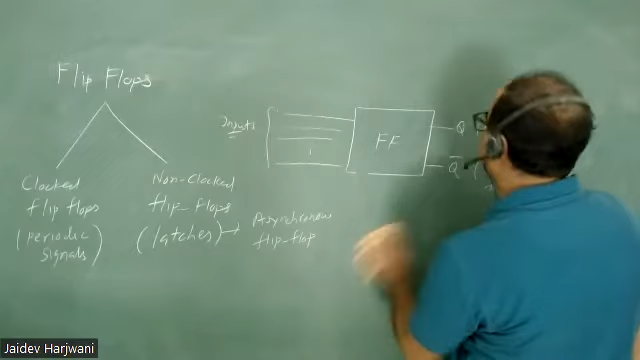 Flip Flops
Clocked
flip flops
(periodic
signals)
Non-Clocked
flip-flops
(latches) → Asynchronous
flip-flop
Inputs
FF
Q
Q̅
Jaidev Harjwani